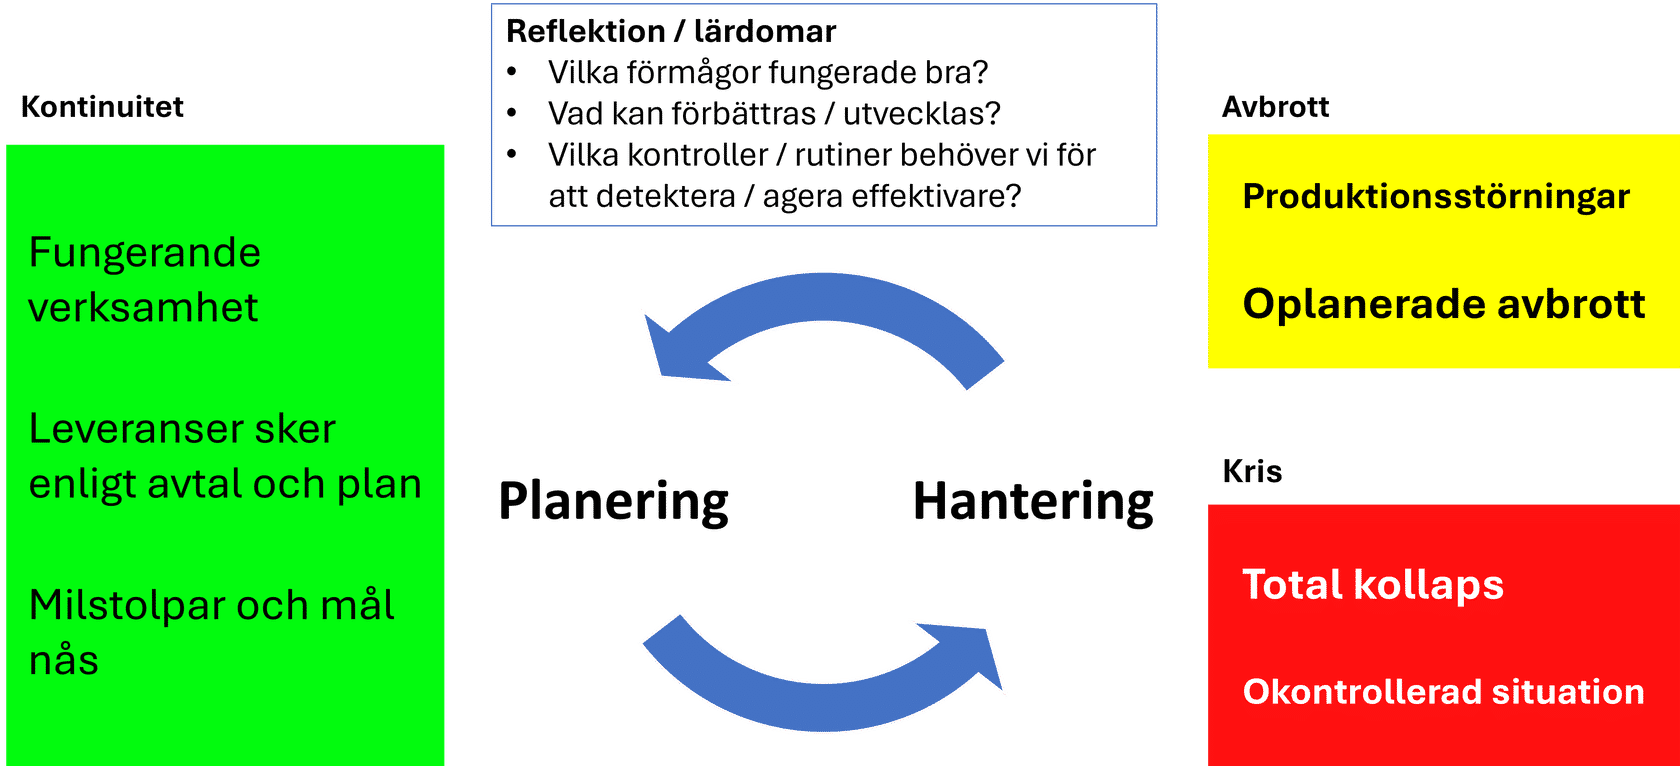 Kontinuitet
Fungerande
verksamhet
Leveranser sker
enligt avtal och plan
Milstolpar och mål
nås
Reflektion / lärdomar
• Vilka förmågor fungerade bra?
• Vad kan förbättras / utvecklas?
• Vilka kontroller / rutiner behöver vi för
att detektera / agera effektivare?
Planering
Hantering
Avbrott
Produktionsstörningar
Oplanerade avbrott
Kris
Total kollaps
Okontrollerad situation